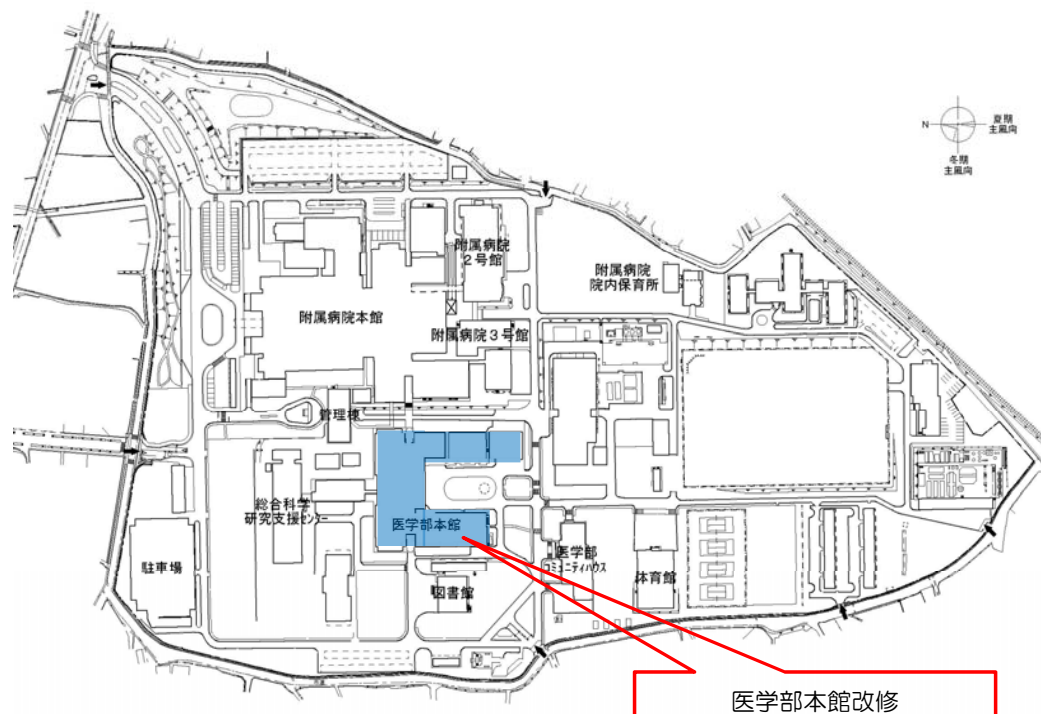 N
夏期
主風向
冬期
主風向
附属病院
2号館
附属病院
院内保育所
附属病院本館
附属病院3号館
管理棟
総合科学
研究支援センター
医学部本館
医学部
コミュニティハウス
体育館
駐車場
図書館
医学部本館改修